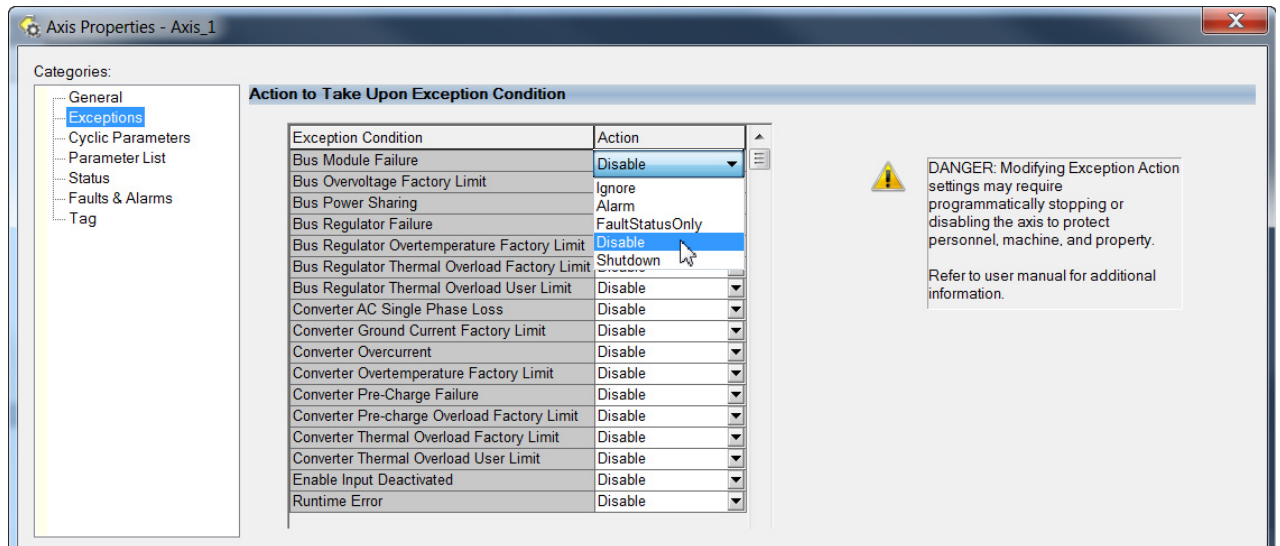 Axis Properties - Axis_1
Categories:
General
Exceptions
Cyclic Parameters
Parameter List
Status
Faults & Alarms
Tag
Action to Take Upon Exception Condition
Exception Condition Action
Bus Module Failure Disable
Bus Overvoltage Factory Limit Ignore
Bus Power Sharing Alarm
Bus Regulator Failure FaultStatusOnly
Bus Regulator Overtemperature Factory Limit Disable
Bus Regulator Thermal Overload Factory Limit Shutdown
Bus Regulator Thermal Overload User Limit Disable
Converter AC Single Phase Loss Disable
Converter Ground Current Factory Limit Disable
Converter Overcurrent Disable
Converter Overtemperature Factory Limit Disable
Converter Pre-Charge Failure Disable
Converter Pre-charge Overload Factory Limit Disable
Converter Thermal Overload Factory Limit Disable
Converter Thermal Overload User Limit Disable
Enable Input Deactivated Disable
Runtime Error Disable
DANGER: Modifying Exception Action
settings may require
programmatically stopping or
disabling the axis to protect
personnel, machine, and property.
Refer to user manual for additional
information.